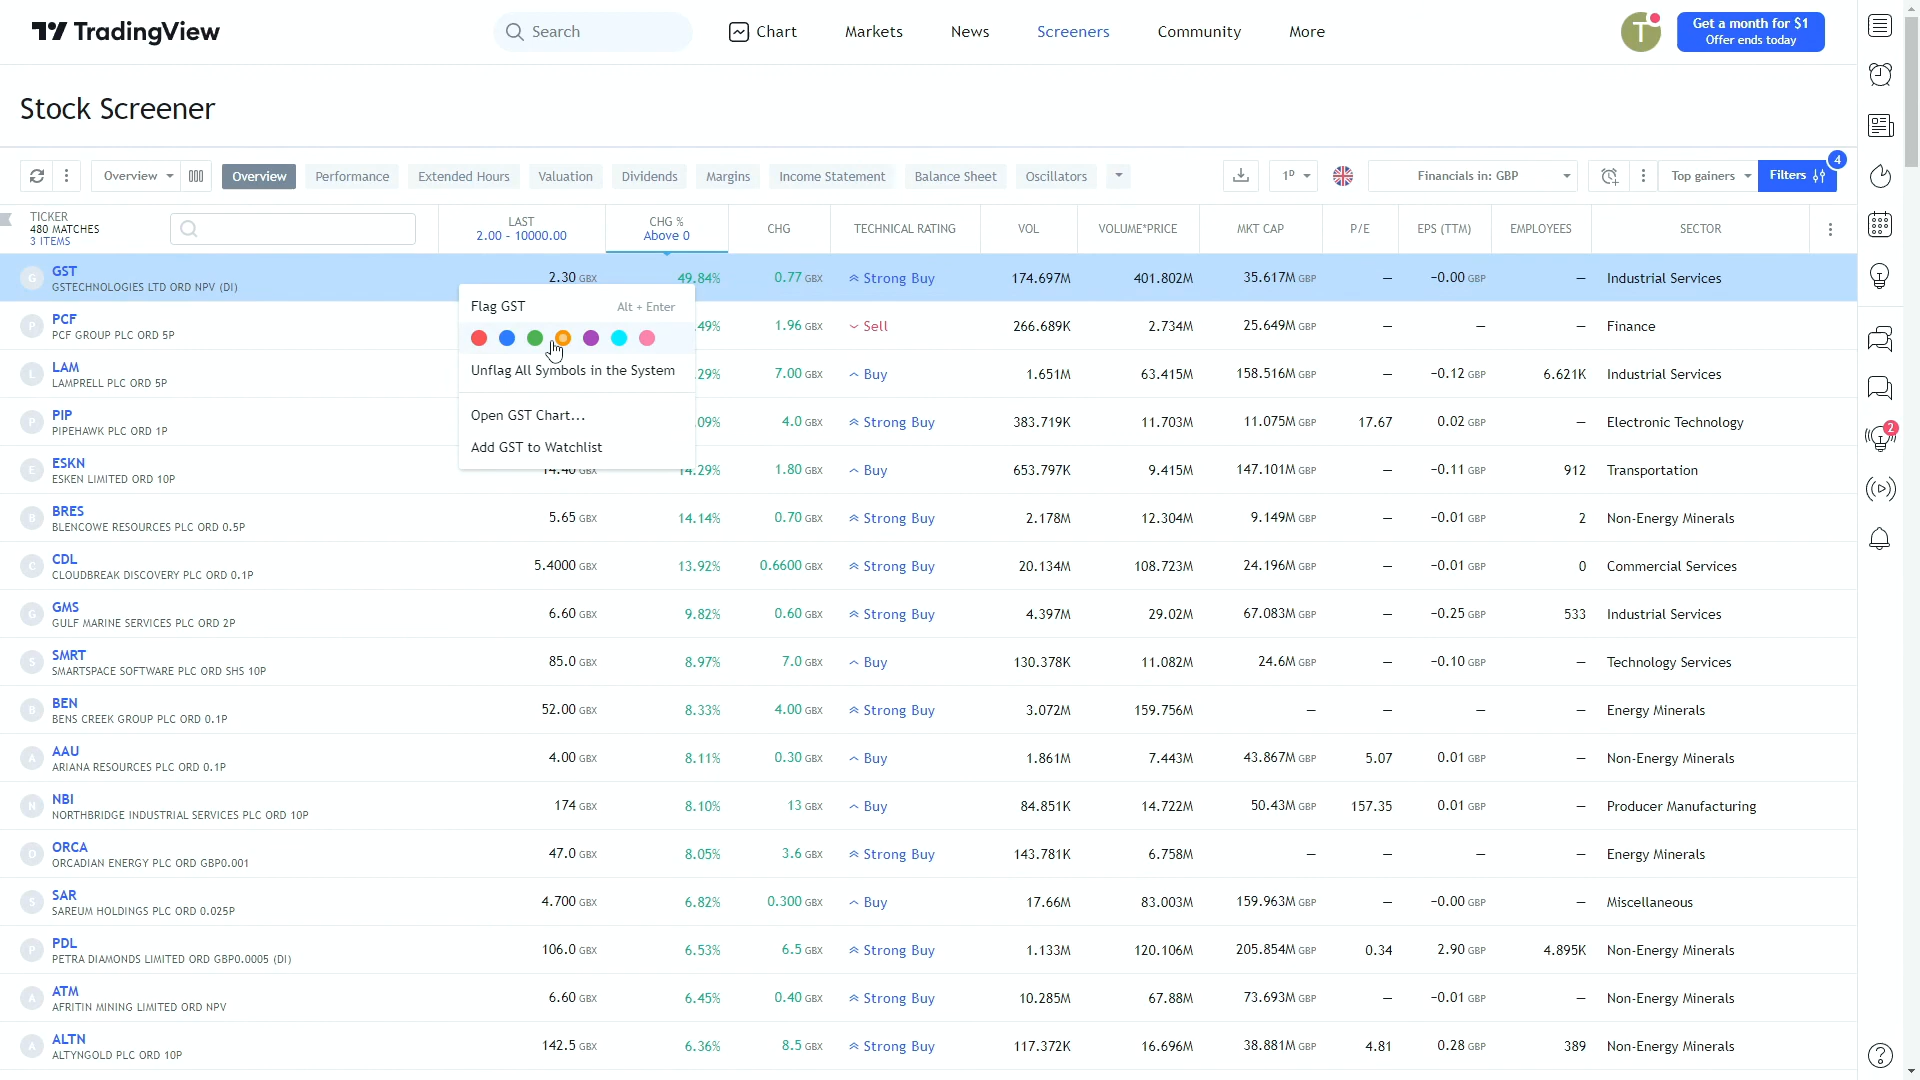 TradingView
Search
Chart
Markets
News
Screeners
Community
More
T
Get a month for $1
Offer ends today
Stock Screener
Overview
Overview
Performance
Extended Hours
Valuation
Dividends
Margins
Income Statement
Balance Sheet
Oscillators
1D
Financials in: GBP
Top gainers
Filters
4
TICKER
480 MATCHES
3 ITEMS
LAST
2.00 - 10000.00
CHG %
Above 0
CHG
TECHNICAL RATING
VOL
VOLUME*PRICE
MKT CAP
P/E
EPS (TTM)
EMPLOYEES
SECTOR
G GST 2.30 GBX 49.84% 0.77 GBX Strong Buy 174.697M 401.802M 35.617M GBP — −0.00 GBP — Industrial Services
GSTECHNOLOGIES LTD ORD NPV (DI)
Flag GST Alt + Enter
Unflag All Symbols in the System
Open GST Chart...
Add GST to Watchlist
P PCF .49% 1.96 GBX Sell 266.689K 2.734M 25.649M GBP — — — Finance
PCF GROUP PLC ORD 5P
L LAM .29% 7.00 GBX Buy 1.651M 63.415M 158.516M GBP — −0.12 GBP 6.621K Industrial Services
LAMPRELL PLC ORD 5P
P PIP .09% 4.0 GBX Strong Buy 383.719K 11.703M 11.075M GBP 17.67 0.02 GBP — Electronic Technology
PIPEHAWK PLC ORD 1P
E ESKN 14.40 GBX 14.29% 1.80 GBX Buy 653.797K 9.415M 147.101M GBP — −0.11 GBP 912 Transportation
ESKEN LIMITED ORD 10P
B BRES 5.65 GBX 14.14% 0.70 GBX Strong Buy 2.178M 12.304M 9.149M GBP — −0.01 GBP 2 Non-Energy Minerals
BLENCOWE RESOURCES PLC ORD 0.5P
C CDL 5.4000 GBX 13.92% 0.6600 GBX Strong Buy 20.134M 108.723M 24.196M GBP — −0.01 GBP 0 Commercial Services
CLOUDBREAK DISCOVERY PLC ORD 0.1P
G GMS 6.60 GBX 9.82% 0.60 GBX Strong Buy 4.397M 29.02M 67.083M GBP — −0.25 GBP 533 Industrial Services
GULF MARINE SERVICES PLC ORD 2P
S SMRT 85.0 GBX 8.97% 7.0 GBX Buy 130.378K 11.082M 24.6M GBP — −0.10 GBP — Technology Services
SMARTSPACE SOFTWARE PLC ORD SHS 10P
B BEN 52.00 GBX 8.33% 4.00 GBX Strong Buy 3.072M 159.756M — — — — Energy Minerals
BENS CREEK GROUP PLC ORD 0.1P
A AAU 4.00 GBX 8.11% 0.30 GBX Buy 1.861M 7.443M 43.867M GBP 5.07 0.01 GBP — Non-Energy Minerals
ARIANA RESOURCES PLC ORD 0.1P
N NBI 174 GBX 8.10% 13 GBX Buy 84.851K 14.722M 50.43M GBP 157.35 0.01 GBP — Producer Manufacturing
NORTHBRIDGE INDUSTRIAL SERVICES PLC ORD 10P
O ORCA 47.0 GBX 8.05% 3.6 GBX Strong Buy 143.781K 6.758M — — — — Energy Minerals
ORCADIAN ENERGY PLC ORD GBP0.001
S SAR 4.700 GBX 6.82% 0.300 GBX Buy 17.66M 83.003M 159.963M GBP — −0.00 GBP — Miscellaneous
SAREUM HOLDINGS PLC ORD 0.025P
P PDL 106.0 GBX 6.53% 6.5 GBX Strong Buy 1.133M 120.106M 205.854M GBP 0.34 2.90 GBP 4.895K Non-Energy Minerals
PETRA DIAMONDS LIMITED ORD GBP0.0005 (DI)
A ATM 6.60 GBX 6.45% 0.40 GBX Strong Buy 10.285M 67.88M 73.693M GBP — −0.01 GBP — Non-Energy Minerals
AFRITIN MINING LIMITED ORD NPV
A ALTN 142.5 GBX 6.36% 8.5 GBX Strong Buy 117.372K 16.696M 38.881M GBP 4.81 0.28 GBP 389 Non-Energy Minerals
ALTYNGOLD PLC ORD 10P
2